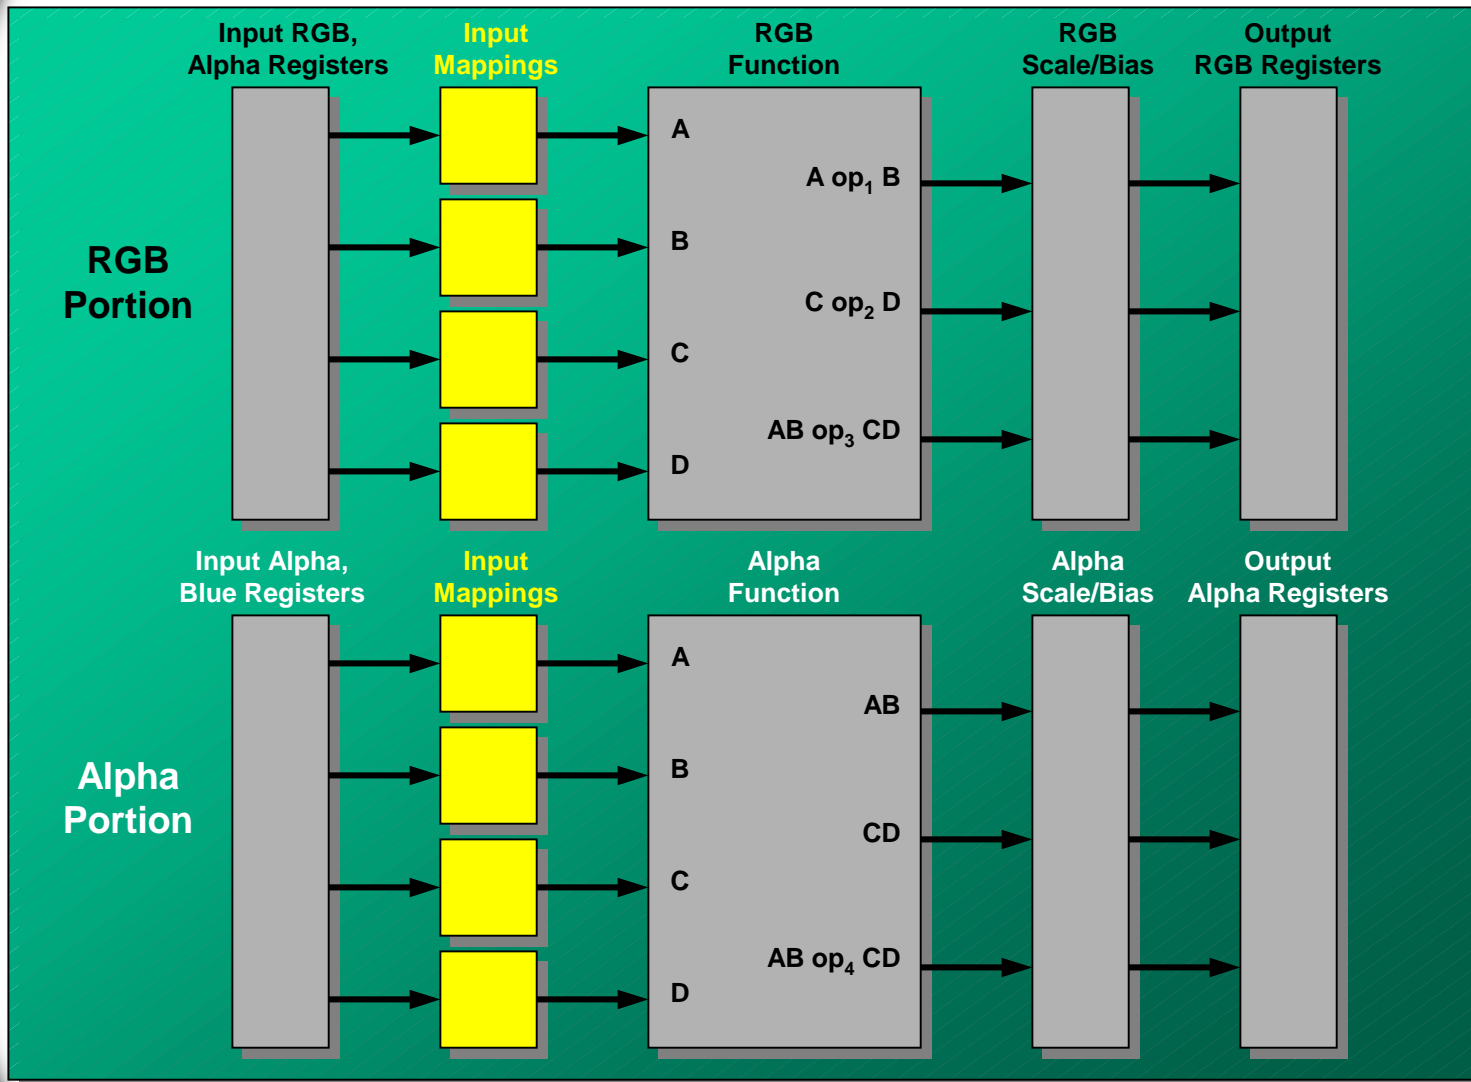 Input RGB,
Alpha Registers
Input
Mappings
RGB
Function
RGB
Scale/Bias
Output
RGB Registers
RGB
Portion
A
B
C
D
A op₁ B
C op₂ D
AB op₃ CD
Input Alpha,
Blue Registers
Input
Mappings
Alpha
Function
Alpha
Scale/Bias
Output
Alpha Registers
Alpha
Portion
A
B
C
D
AB
CD
AB op₄ CD